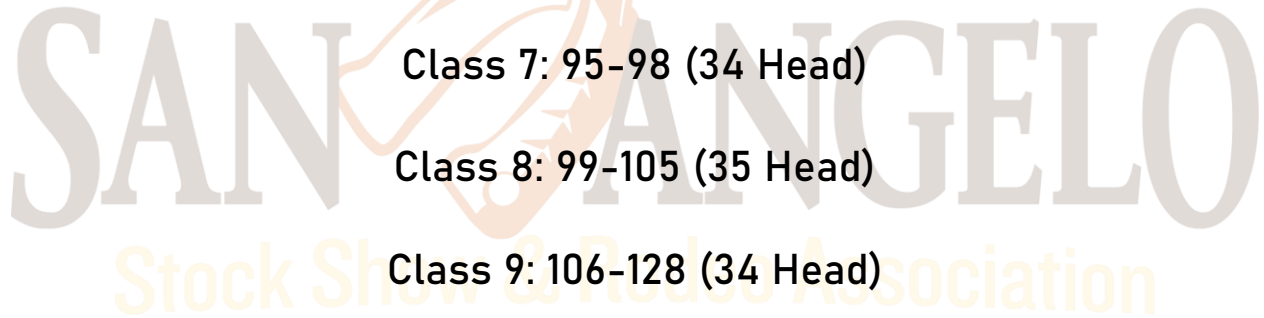 SAN ANGELO
Class 7: 95-98 (34 Head)
Class 8: 99-105 (35 Head)
Stock Show & Rodeo Association
Class 9: 106-128 (34 Head)